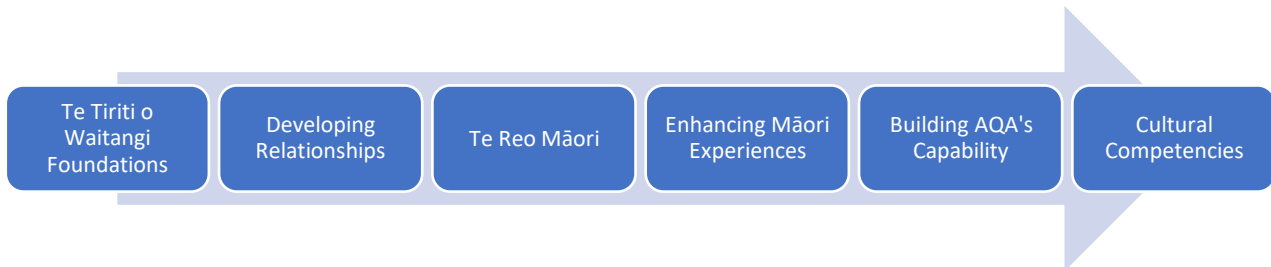 Te Tiriti o
Waitangi
Foundations
Developing
Relationships
Te Reo Māori
Enhancing Māori
Experiences
Building AQA's
Capability
Cultural
Competencies